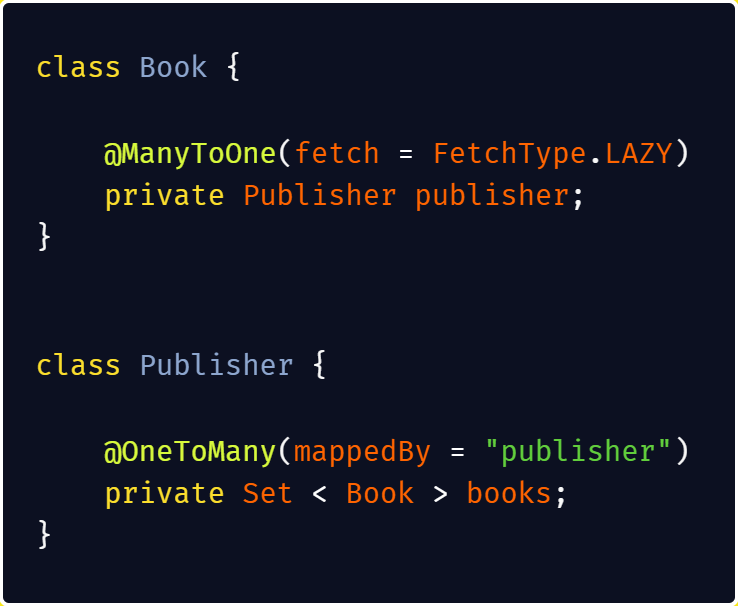 class Book {
@ManyToOne(fetch = FetchType.LAZY)
private Publisher publisher;
}
class Publisher {
@OneToMany(mappedBy = "publisher")
private Set < Book > books;
}